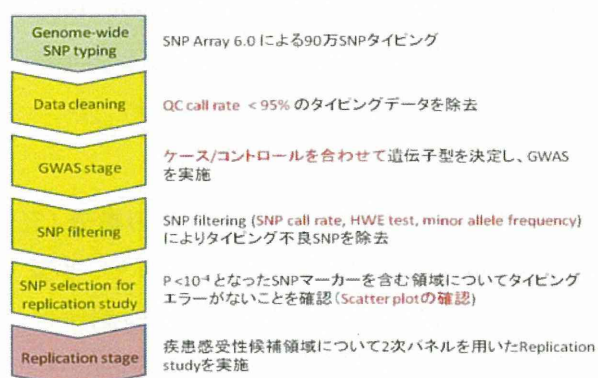 Genome-wide
SNP typing
SNP Array 6.0 による90万SNPタイピング
Data cleaning
QC call rate < 95% のタイピングデータを除去
GWAS stage
ケース/コントロールを合わせて遺伝子型を決定し、GWAS
を実施
SNP filtering
SNP filtering (SNP call rate, HWE test, minor allele frequency)
によりタイピング不良SNPを除去
SNP selection for
replication study
P <10⁻⁴ となったSNPマーカーを含む領域についてタイピング
エラーがないことを確認(Scatter plotの確認)
Replication stage
疾患感受性候補領域について2次パネルを用いたReplication
studyを実施